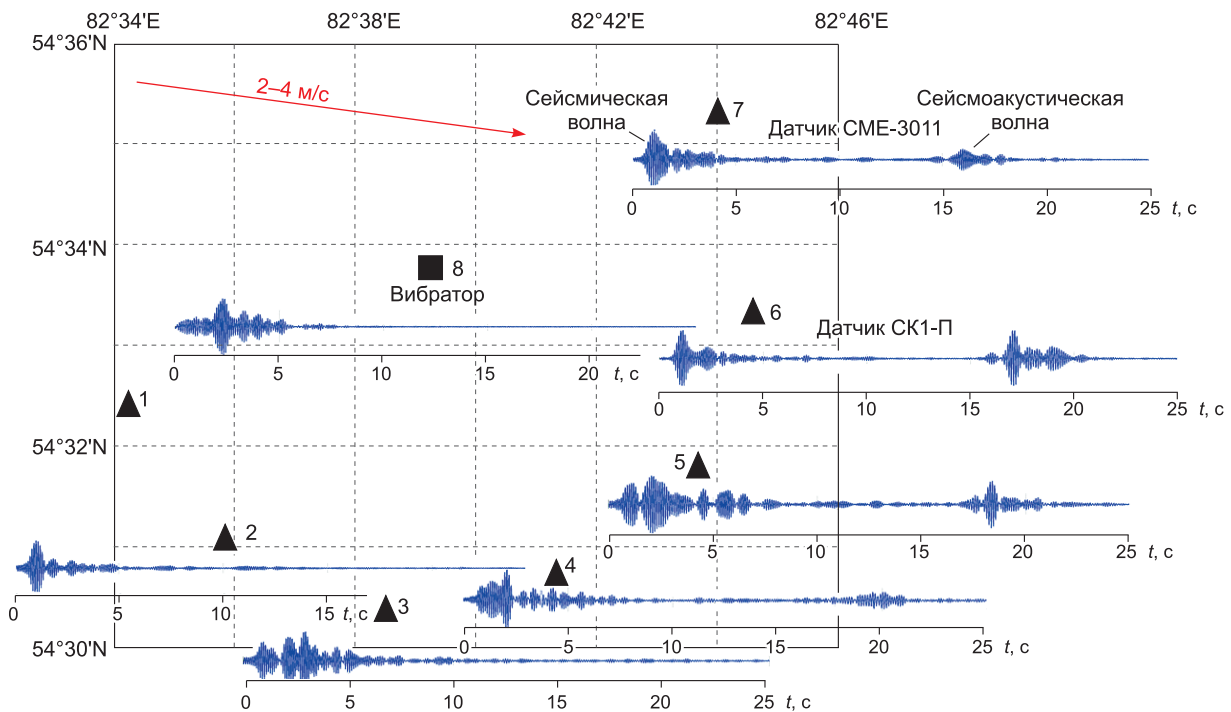 82°34'E 82°38'E 82°42'E 82°46'E
54°36'N
2–4 м/с
Сейсмическая
волна
7
Сейсмоакустическая
волна
Датчик СМЕ-3011
0 5 10 15 20 25 t, с
54°34'N
8
Вибратор
6
Датчик СК1-П
0 5 10 15 20 t, с
0 5 10 15 20 25 t, с
1
54°32'N
5
0 5 10 15 20 25 t, с
2
4
0 5 10 15 t, с
3
0 5 10 15 20 25 t, с
54°30'N
0 5 10 15 20 25 t, с